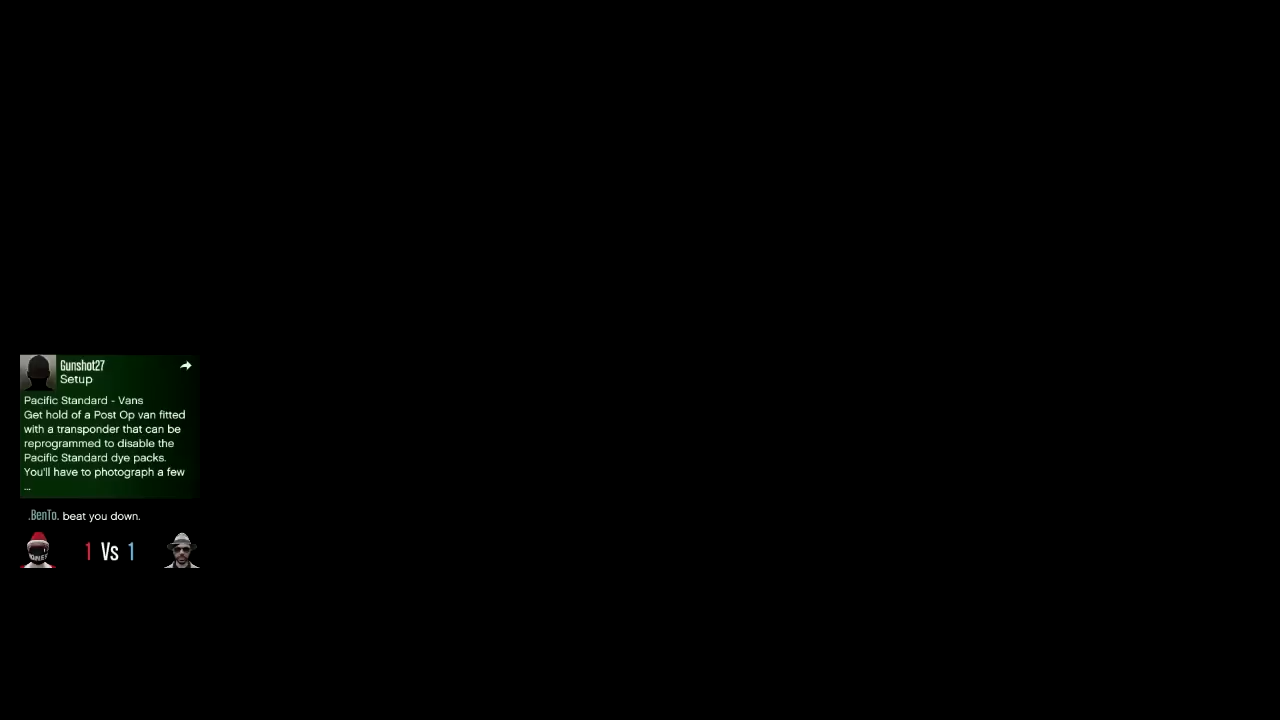 Gunshot27
Setup
Pacific Standard - Vans
Get hold of a Post Op van fitted
with a transponder that can be
reprogrammed to disable the
Pacific Standard dye packs.
You'll have to photograph a few
...
.BenTo. beat you down.
1 Vs 1